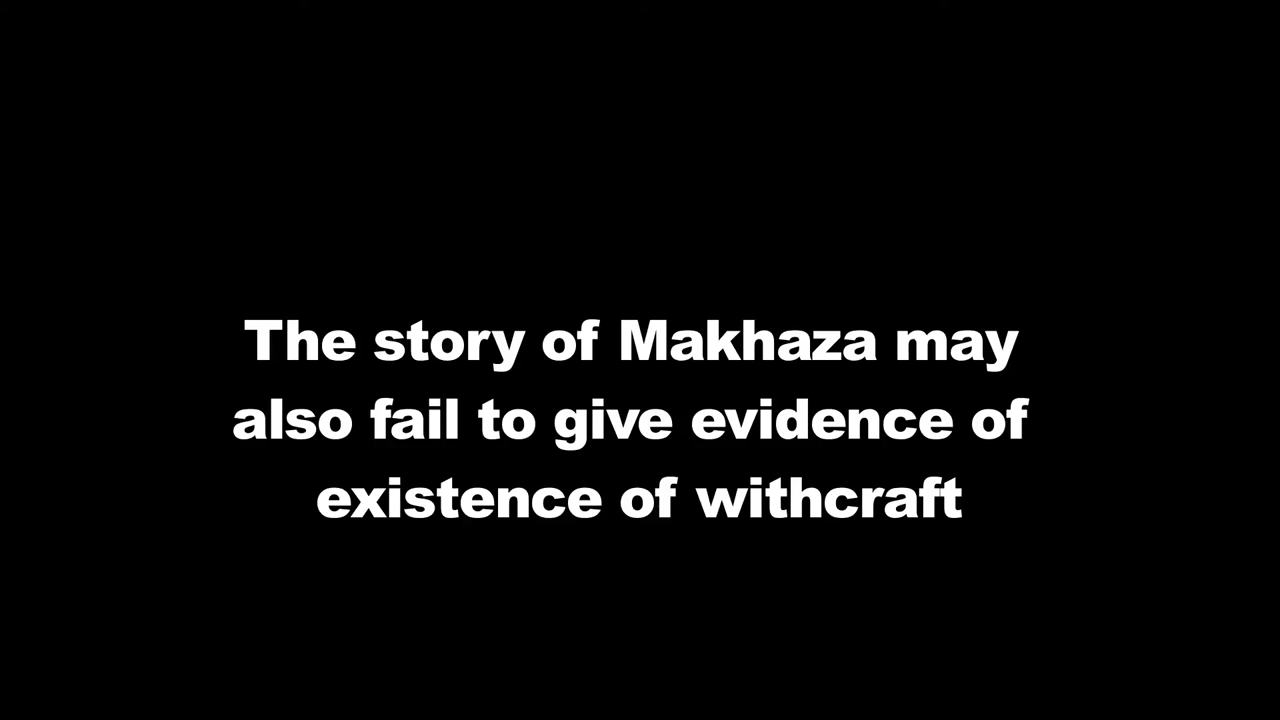 The story of Makhaza may
also fail to give evidence of
existence of withcraft